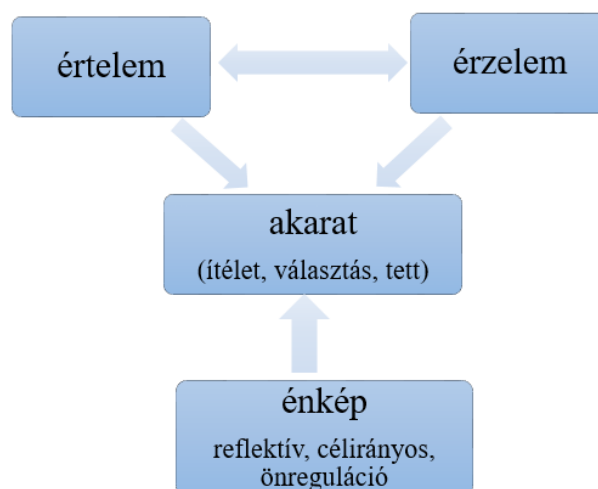 értelem
érzelem
akarat
(ítélet, választás, tett)
énkép
reflektív, célirányos,
önreguláció